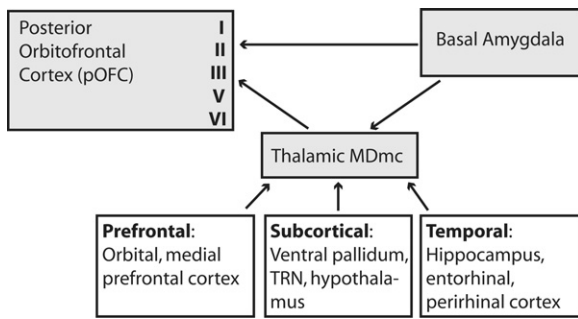 Posterior I
Orbitofrontal II
Cortex (pOFC) III
V
VI
Basal Amygdala
Thalamic MDmc
Prefrontal:
Orbital, medial
prefrontal cortex
Subcortical:
Ventral pallidum,
TRN, hypothala-
mus
Temporal:
Hippocampus,
entorhinal,
perirhinal cortex